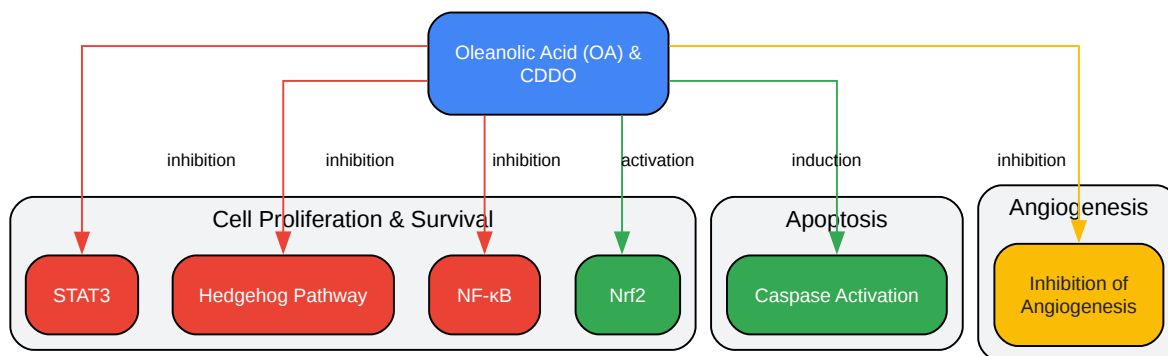 Oleanolic Acid (OA) &
CDDO
inhibition
inhibition
inhibition
activation
induction
inhibition
Cell Proliferation & Survival
Apoptosis
Angiogenesis
STAT3
Hedgehog Pathway
NF-κB
Nrf2
Caspase Activation
Inhibition of
Angiogenesis